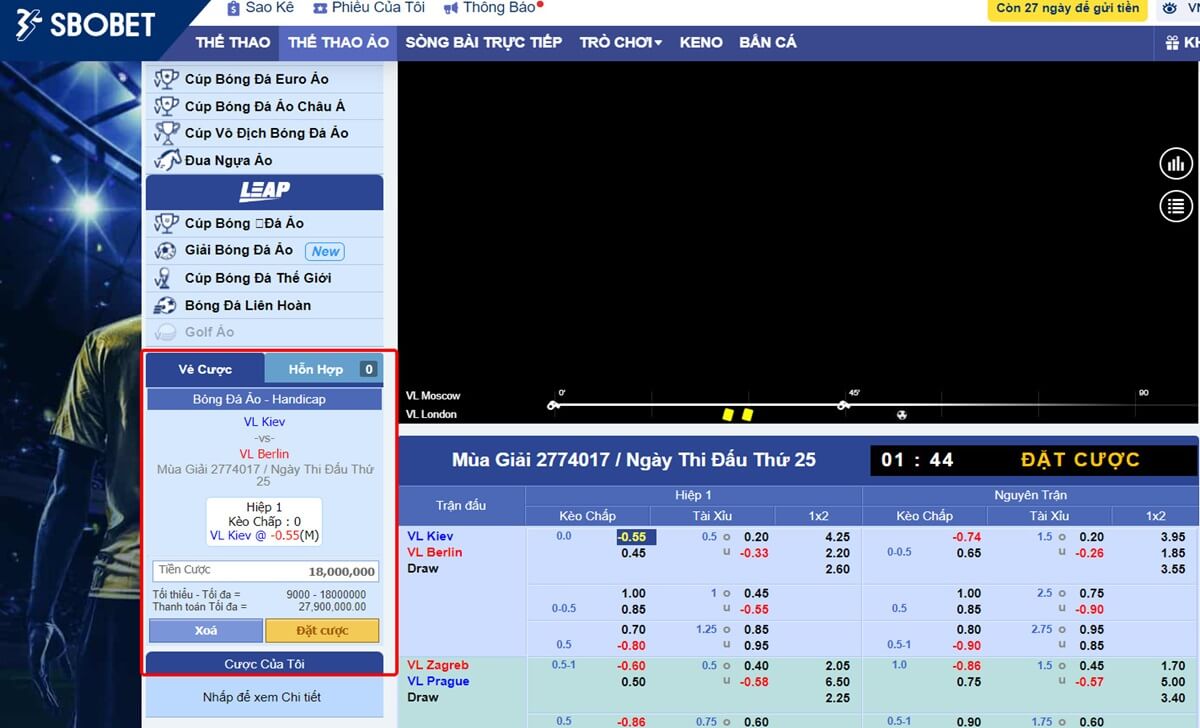 SBOBET
Sao Kê
Phiếu Của Tôi
Thông Báo
Còn 27 ngày để gửi tiền
VN
THỂ THAO
THỂ THAO ẢO
SÒNG BÀI TRỰC TIẾP
TRÒ CHƠI
KENO
BẮN CÁ
KH
Cúp Bóng Đá Euro Ảo
Cúp Bóng Đá Ảo Châu Á
Cúp Vô Địch Bóng Đá Ảo
Đua Ngựa Ảo
LEAP
Cúp Bóng Đá Ảo
Giải Bóng Đá Ảo New
Cúp Bóng Đá Thế Giới
Bóng Đá Liên Hoàn
Golf Ảo
Vé Cược Hỗn Hợp 0
Bóng Đá Ảo - Handicap
VL Kiev
-vs-
VL Berlin
Mùa Giải 2774017 / Ngày Thi Đấu Thứ
25
Hiệp 1
Kèo Chấp : 0
VL Kiev @ -0.55(M)
Tiền Cược 18,000,000
Tối thiểu - Tối đa = 9000 - 18000000
Thanh toán Tối đa = 27,900,000.00
Xoá Đặt cược
Cược Của Tôi
Nhấp để xem Chi tiết
0' 45' 90
VL Moscow
VL London
Mùa Giải 2774017 / Ngày Thi Đấu Thứ 25 01 : 44 ĐẶT CƯỢC
Trận đấu Hiệp 1 Nguyên Trận
Kèo Chấp Tài Xỉu 1x2 Kèo Chấp Tài Xỉu 1x2
VL Kiev 0.0 -0.55 0.5 o 0.20 4.25 -0.74 1.5 o 0.20 3.95
VL Berlin 0.45 u -0.33 2.20 0-0.5 0.65 u -0.26 1.85
Draw 2.60 3.55
1.00 1 o 0.45 1.00 2.5 o 0.75
0-0.5 0.85 u -0.55 0.5 0.85 u -0.90
0.70 1.25 o 0.85 0.80 2.75 o 0.95
0.5 -0.80 u 0.95 0.5-1 -0.90 u 0.85
VL Zagreb 0.5-1 -0.60 0.5 o 0.40 2.05 1.0 -0.86 1.5 o 0.45 1.70
VL Prague 0.50 u -0.58 6.50 0.75 u -0.57 5.00
Draw 2.25 3.40
0.5 -0.86 0.75 o 0.60 0.5-1 0.90 1.75 o 0.60